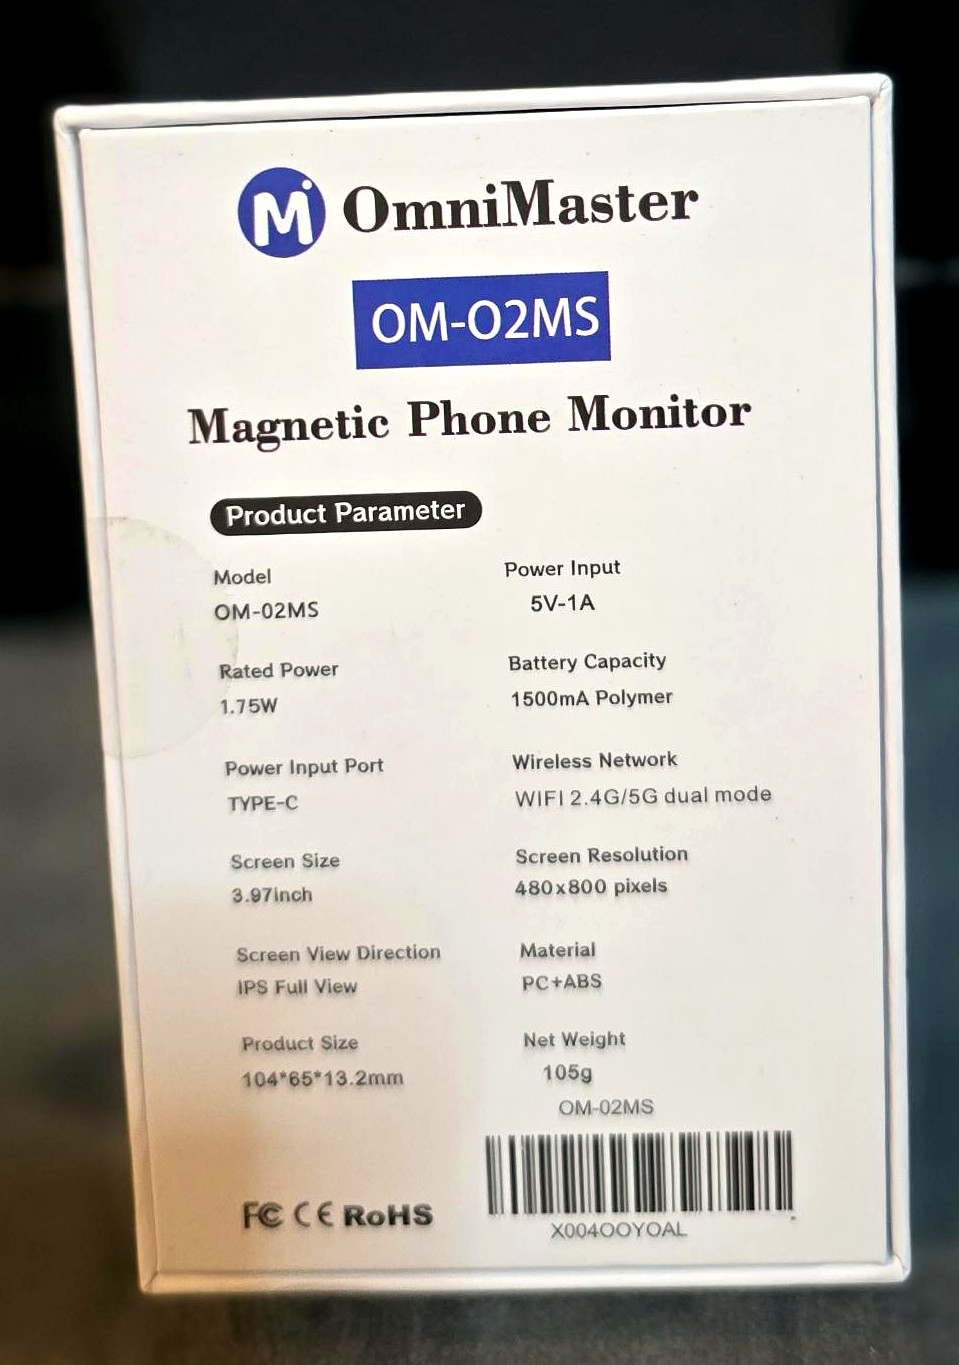 M OmniMaster
OM-O2MS
Magnetic Phone Monitor
Product Parameter
Model
OM-02MS
Power Input
5V-1A
Rated Power
1.75W
Battery Capacity
1500mA Polymer
Power Input Port
TYPE-C
Wireless Network
WIFI 2.4G/5G dual mode
Screen Size
3.97inch
Screen Resolution
480x800 pixels
Screen View Direction
IPS Full View
Material
PC+ABS
Product Size
104*65*13.2mm
Net Weight
105g
OM-02MS
FC CE RoHS
X004OOYOAL